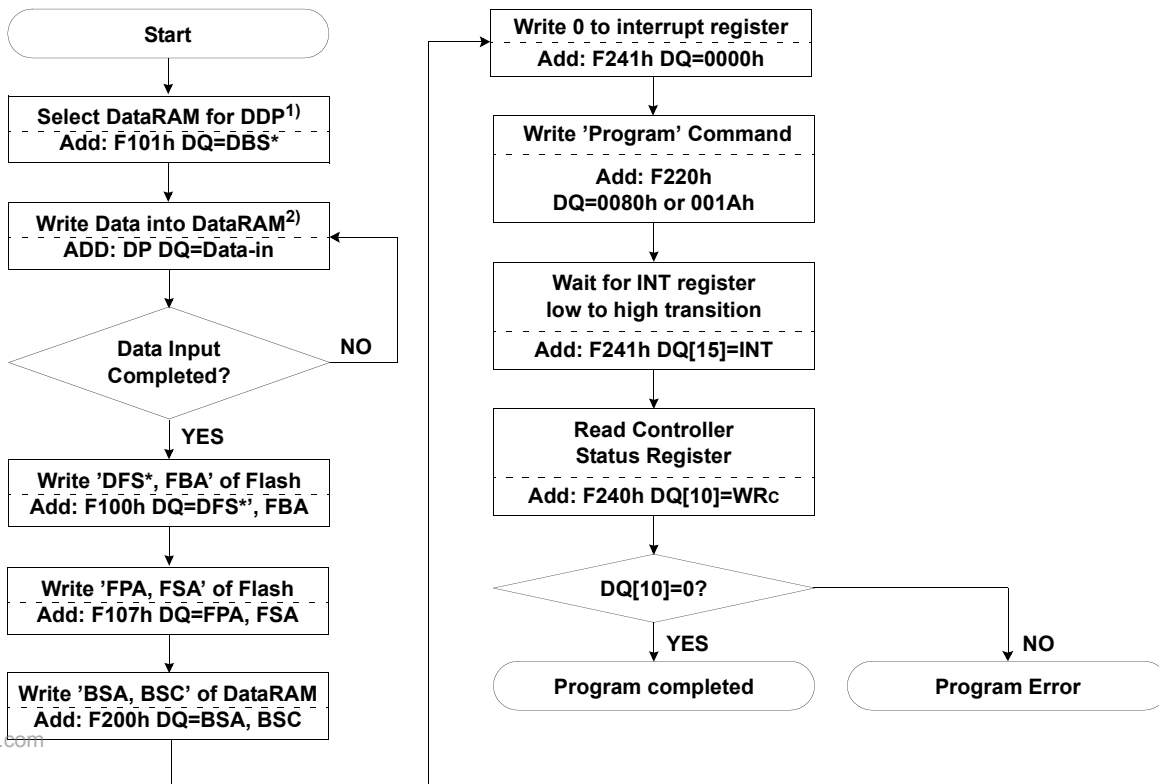 Start
Select DataRAM for DDP1)
Add: F101h DQ=DBS*
Write Data into DataRAM2)
ADD: DP DQ=Data-in
Data Input
Completed?
NO
YES
Write 'DFS*, FBA' of Flash
Add: F100h DQ=DFS*', FBA
Write 'FPA, FSA' of Flash
Add: F107h DQ=FPA, FSA
Write 'BSA, BSC' of DataRAM
Add: F200h DQ=BSA, BSC
.com
Write 0 to interrupt register
Add: F241h DQ=0000h
Write 'Program' Command
Add: F220h
DQ=0080h or 001Ah
Wait for INT register
low to high transition
Add: F241h DQ[15]=INT
Read Controller
Status Register
Add: F240h DQ[10]=WRc
DQ[10]=0?
YES
NO
Program completed
Program Error